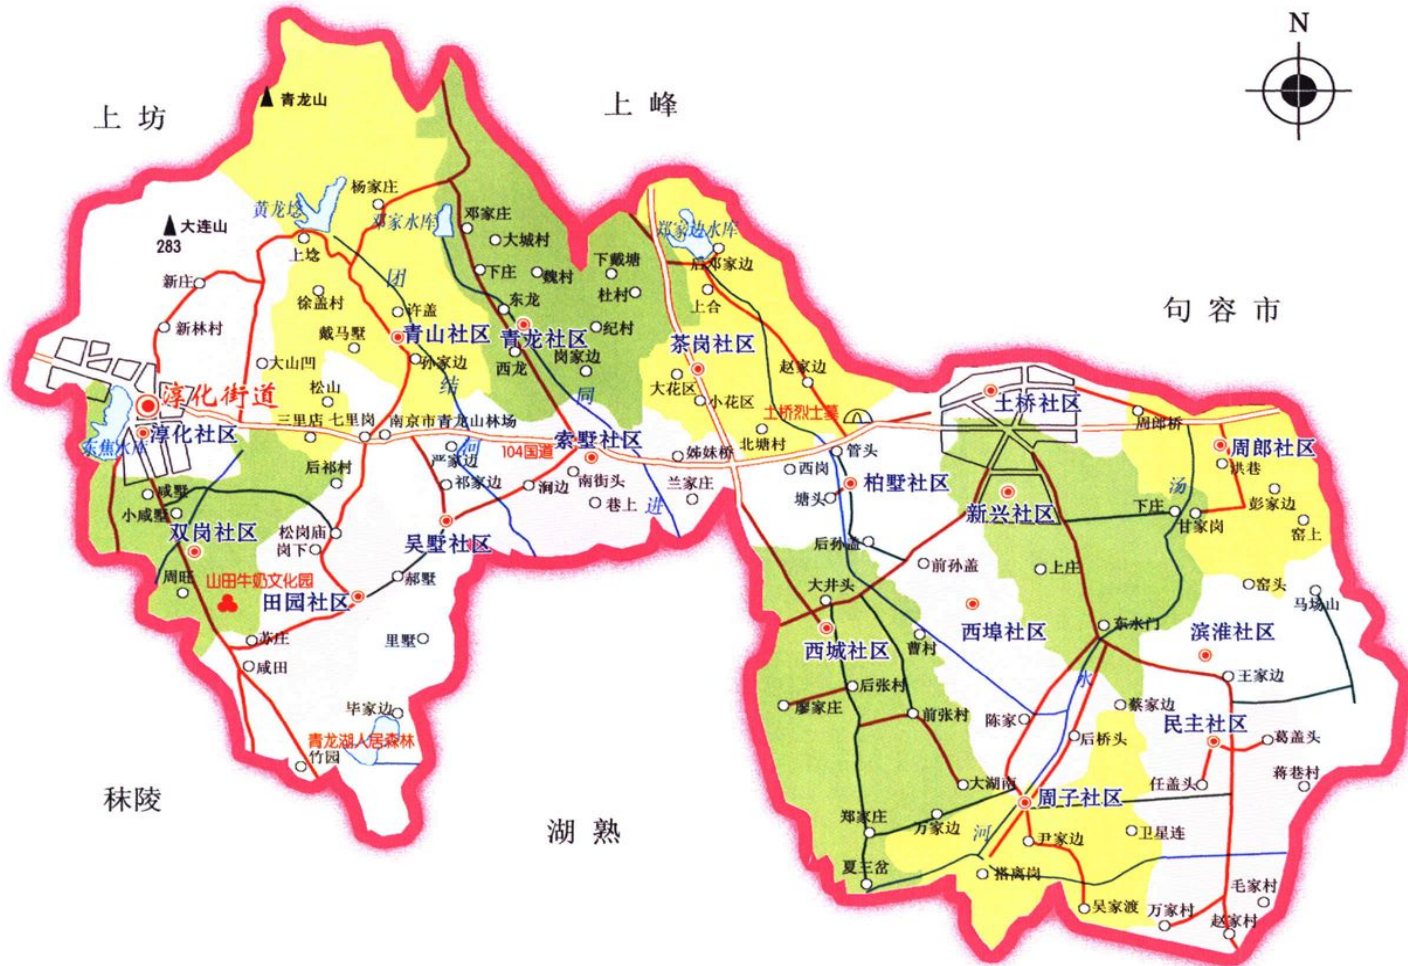 N
上坊
上峰
青龙山
句容市
大连山
283
杨家庄
黄龙埝
邓家水库
邓家庄
大城村
上埝
团
结
河
下庄
魏村
下戴塘
杜村
郑家边水库
后邓家边
上合
新庄
徐盖村
许盖
东龙
纪村
新林村
戴马墅
青山社区
青龙社区
茶岗社区
大山凹
孙家边
西龙
岗家边
赵家边
松山
同
进
大花区
小花区
土桥烈士墓
土桥社区
淳化街道
三里店
七里岗
南京市青龙山林场
北塘村
周郎桥
淳化社区
东焦水库
严家边
104国道
索墅社区
姊妹桥
管头
周郎社区
洪巷
后祁村
祁家边
涧边
南街头
巷上
兰家庄
西岗
塘头
柏墅社区
新兴社区
汤
水
河
下庄
甘家岗
彭家边
窑上
咸墅
小咸墅
双岗社区
松岗庙
岗下
吴墅社区
后孙盖
前孙盖
上庄
窑头
马场山
周旺
山田牛奶文化园
田园社区
郝墅
大井头
西城社区
曹村
西埠社区
东水门
滨淮社区
苏庄
里墅
咸田
后张村
王家边
廖家庄
前张村
陈家
蔡家边
民主社区
毕家边
青龙湖人居森林
竹园
后桥头
葛盖头
大湖南
周子社区
任盖头
蒋巷村
秣陵
湖熟
郑家庄
万家边
尹家边
卫星连
夏王岔
搭离岗
吴家渡
万家村
毛家村
赵家村